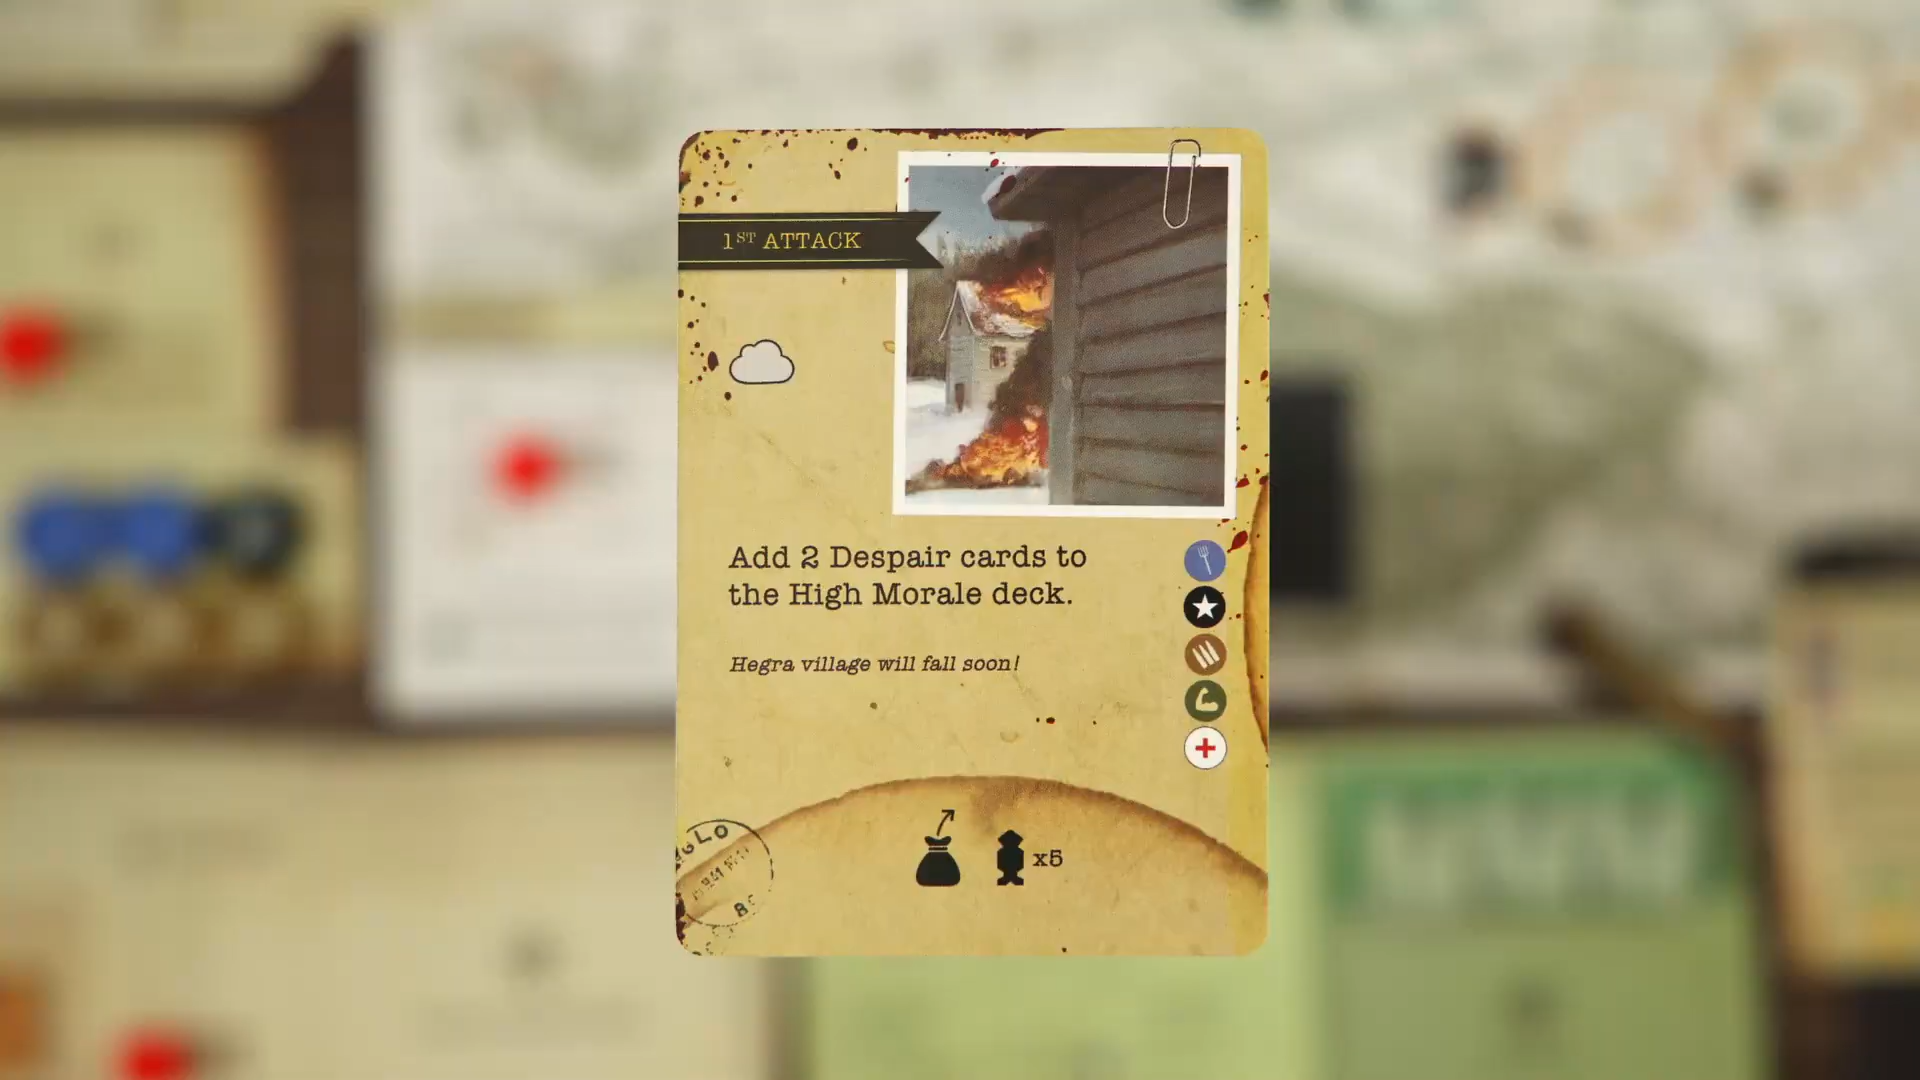 1ST ATTACK
Add 2 Despair cards to
the High Morale deck.
Hegra village will fall soon!
x5